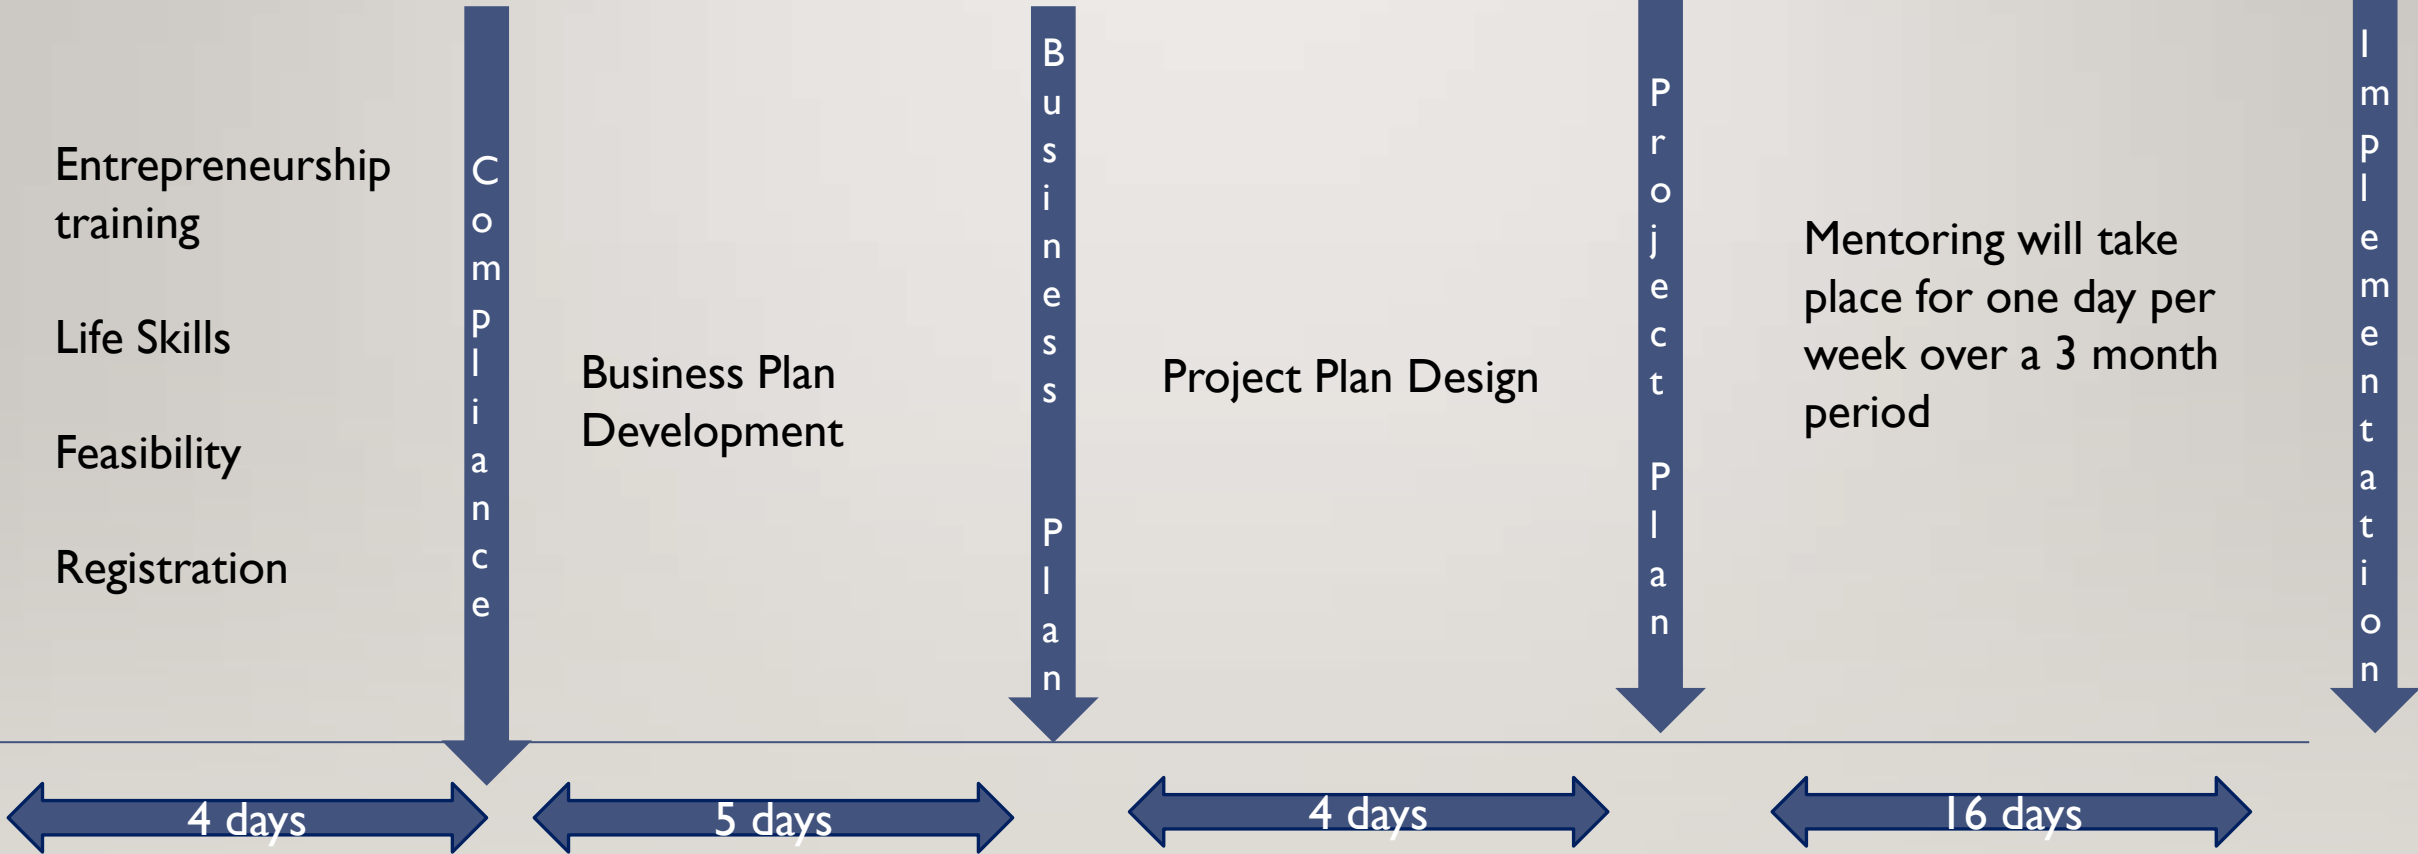 Entrepreneurship
training
Life Skills
Feasibility
Registration
Compliance
Business Plan
Development
Business Plan
Project Plan Design
Project Plan
Mentoring will take
place for one day per
week over a 3 month
period
Implementation
4 days
5 days
4 days
16 days